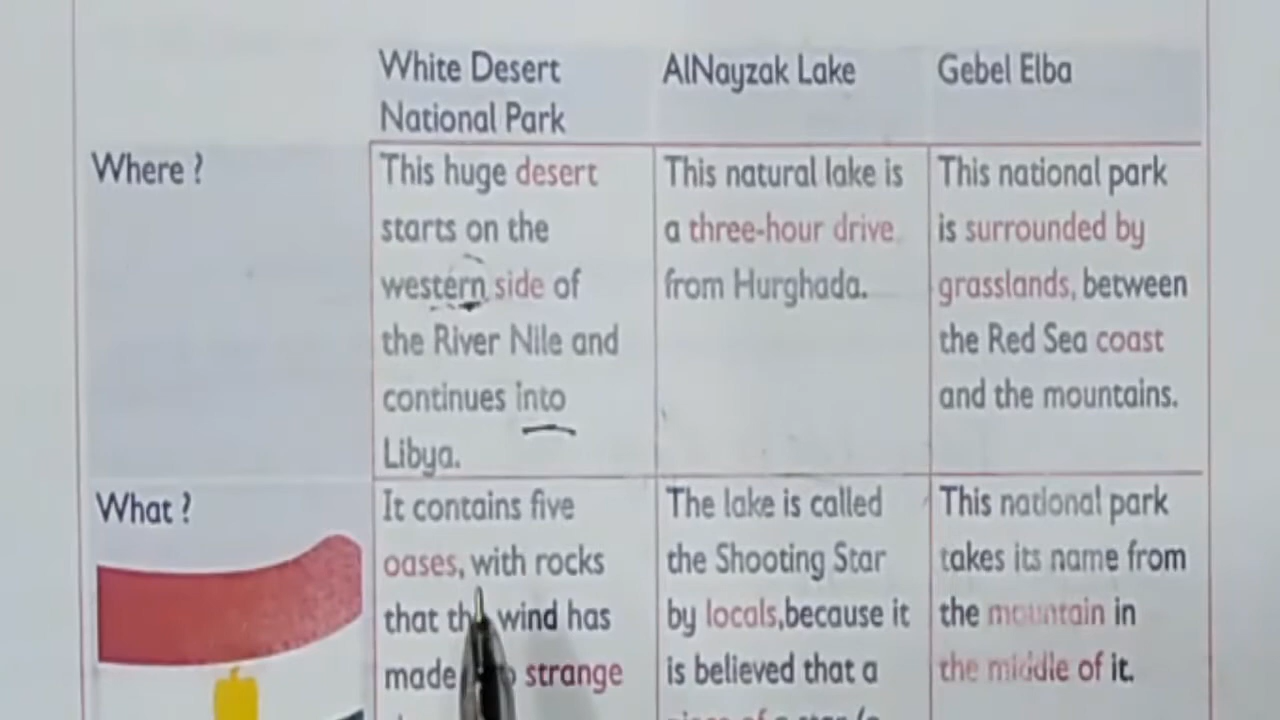 White Desert
National Park
AlNayzak Lake
Gebel Elba
Where ?
This huge desert
starts on the
western side of
the River Nile and
continues into
Libya.
This natural lake is
a three-hour drive
from Hurghada.
This national park
is surrounded by
grasslands, between
the Red Sea coast
and the mountains.
What ?
It contains five
oases, with rocks
that wind has
made strange
The lake is called
the Shooting Star
by locals,because it
is believed that a
This national park
takes its name from
the mountain in
the middle of it.